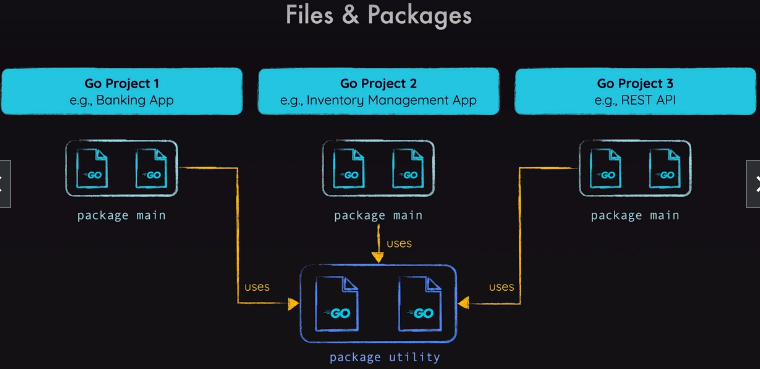 Files & Packages
Go Project 1
e.g., Banking App
Go Project 2
e.g., Inventory Management App
Go Project 3
e.g., REST API
GO
GO
GO
GO
GO
GO
package main
package main
package main
uses
uses
uses
GO
GO
package utility